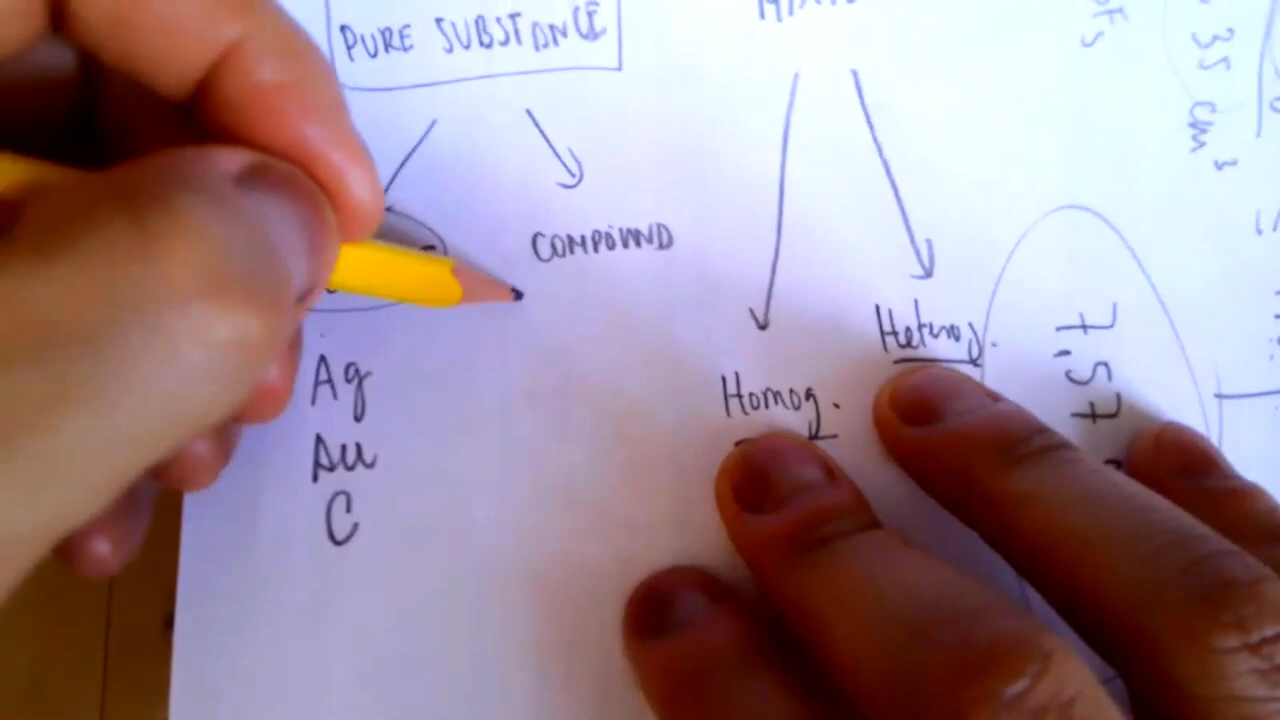 PURE SUBSTANCE
COMPOUND
Ag
Au
C
Homog.
Heterog.
35 cm³
7,57